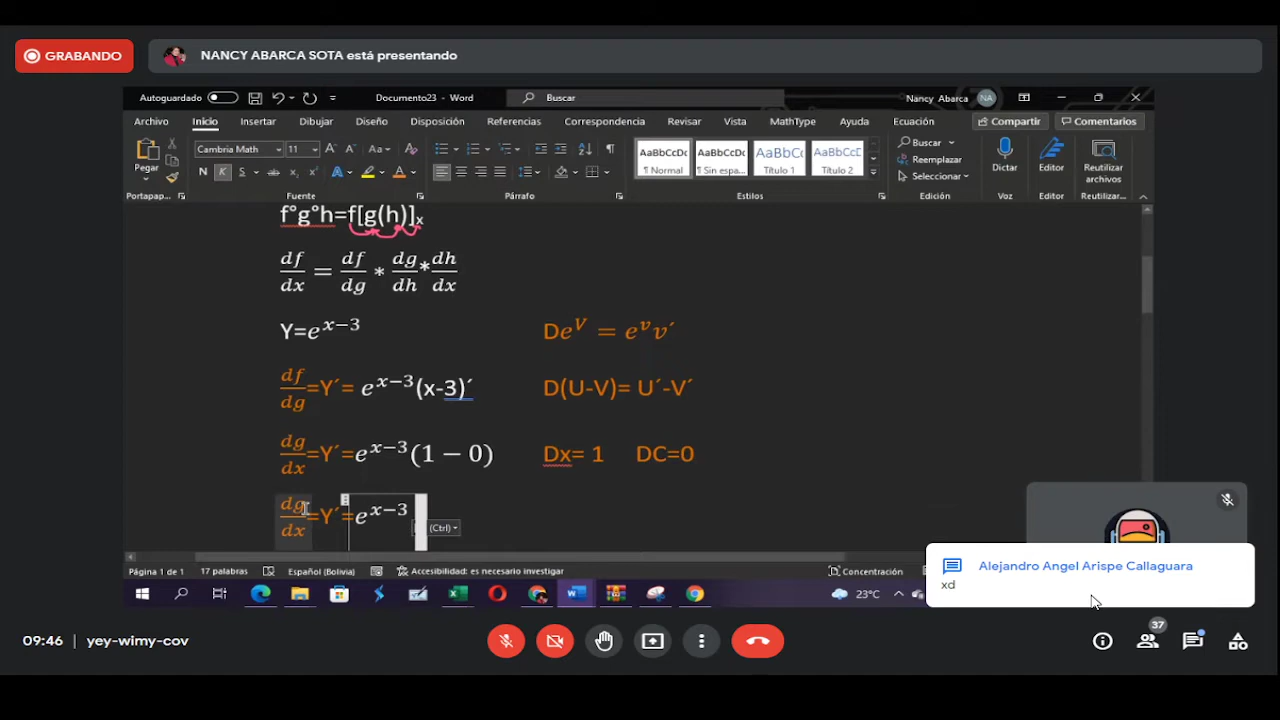 GRABANDO
NANCY ABARCA SOTA está presentando
Autoguardado
Documento23 - Word
Buscar
Nancy Abarca
NA
Archivo Inicio Insertar Dibujar Diseño Disposición Referencias Correspondencia Revisar Vista MathType Ayuda Ecuación
Compartir
Comentarios
Pegar
Cambria Math 11
Aa
N K S ab x₂ x² A A
AaBbCcDc AaBbCcDc AaBbCc AaBbCcE
¶ Normal ¶ Sin espa... Título 1 Título 2
Buscar
Reemplazar
Seleccionar
Dictar
Editor
Reutilizar archivos
Portapap... Fuente Párrafo Estilos Edición Voz Editor Reutilizar...
f°g°h=f[g(h)]x
df/dx = df/dg * dg/dh*dh/dx
Y=e^{x−3} De^V = e^v v´
df/dg=Y´= e^{x−3}(x-3)´ D(U-V)= U´-V´
dg/dx=Y´=e^{x−3}(1 − 0) Dx= 1 DC=0
dg/dx=Y´=e^{x−3}
(Ctrl)
Página 1 de 1 17 palabras Español (Bolivia) Accesibilidad: es necesario investigar Concentración
23°C
Alejandro Angel Arispe Callaguara
xd
09:46 yey-wimy-cov
37